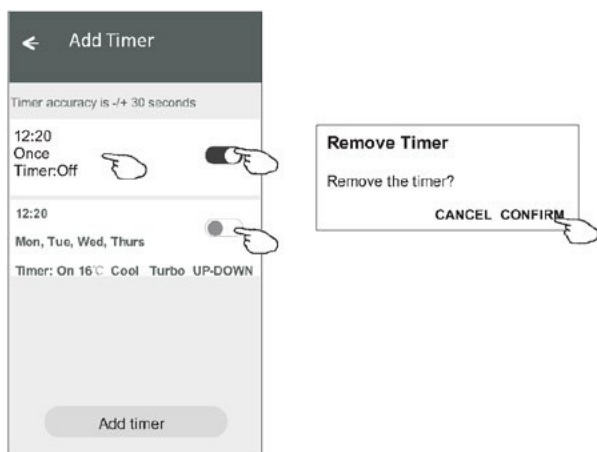 Add Timer
Timer accuracy is -/+ 30 seconds
12:20
Once
Timer:Off
12:20
Mon, Tue, Wed, Thurs
Timer: On 16℃ Cool Turbo UP-DOWN
Add timer
Remove Timer
Remove the timer?
CANCEL CONFIRM